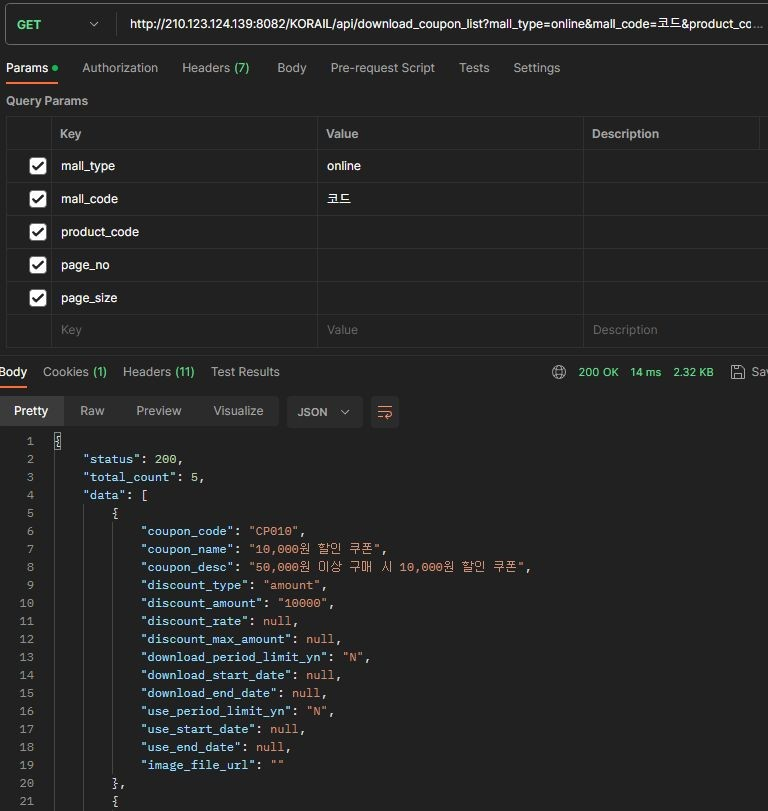 GET http://210.123.124.139:8082/KORAIL/api/download_coupon_list?mall_type=online&mall_code=코드&product_cc...
Params Authorization Headers (7) Body Pre-request Script Tests Settings
Query Params
Key Value Description
mall_type online
mall_code 코드
product_code
page_no
page_size
Key Value Description
Body Cookies (1) Headers (11) Test Results 200 OK 14 ms 2.32 KB Sav
Pretty Raw Preview Visualize JSON
1 {
2 "status": 200,
3 "total_count": 5,
4 "data": [
5 {
6 "coupon_code": "CP010",
7 "coupon_name": "10,000원 할인 쿠폰",
8 "coupon_desc": "50,000원 이상 구매 시 10,000원 할인 쿠폰",
9 "discount_type": "amount",
10 "discount_amount": "10000",
11 "discount_rate": null,
12 "discount_max_amount": null,
13 "download_period_limit_yn": "N",
14 "download_start_date": null,
15 "download_end_date": null,
16 "use_period_limit_yn": "N",
17 "use_start_date": null,
18 "use_end_date": null,
19 "image_file_url": ""
20 },
21 {